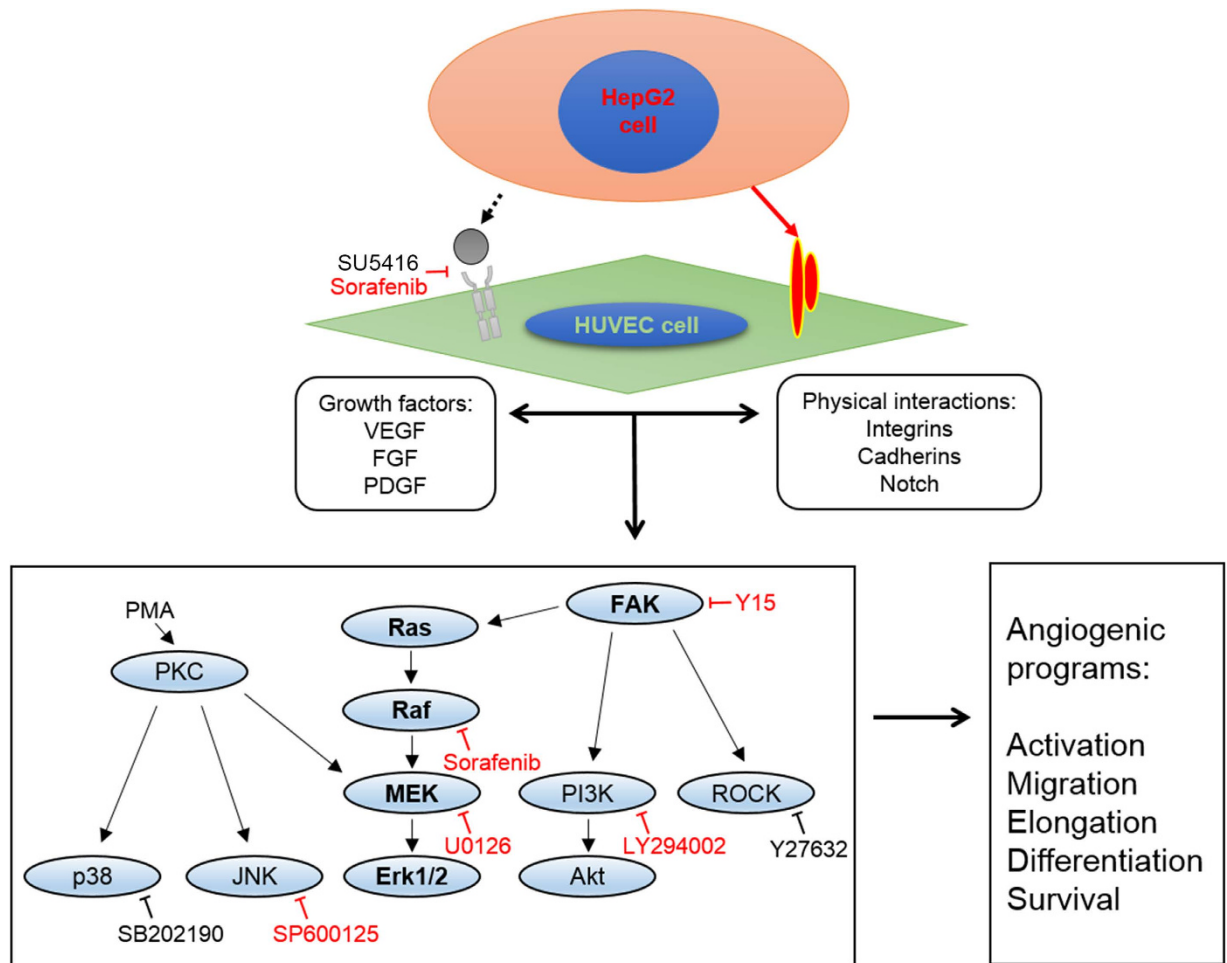 HepG2
cell
SU5416
Sorafenib
HUVEC cell
Growth factors:
VEGF
FGF
PDGF
Physical interactions:
Integrins
Cadherins
Notch
PMA
PKC
Ras
FAK
Y15
Raf
Sorafenib
MEK
PI3K
ROCK
U0126
LY294002
Y27632
p38
JNK
Erk1/2
Akt
SB202190
SP600125
Angiogenic
programs:
Activation
Migration
Elongation
Differentiation
Survival